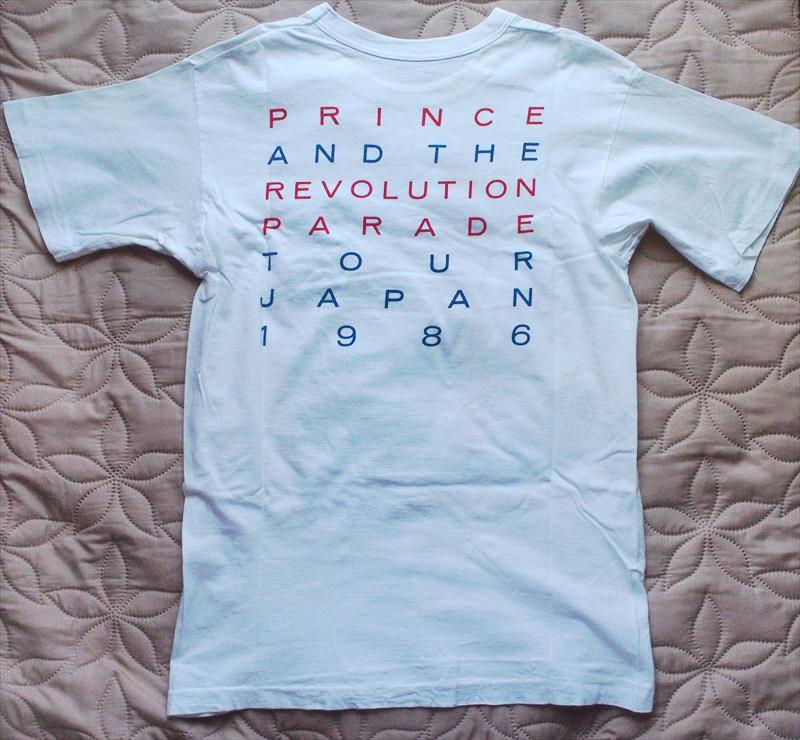 PRINCE
AND THE
REVOLUTION
PARADE
TOUR
JAPAN
1986